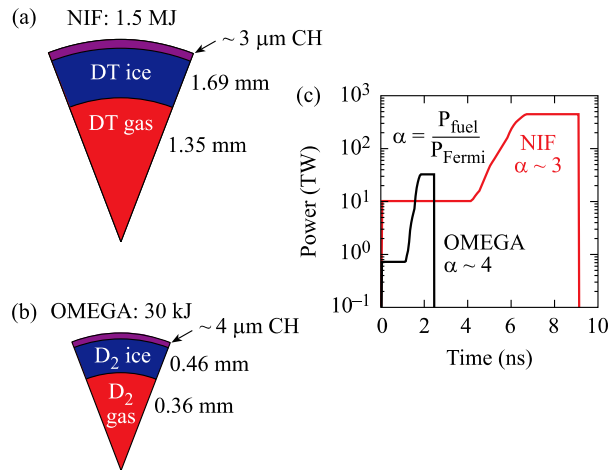 (a) NIF: 1.5 MJ
~ 3 μm CH
DT ice
1.69 mm
DT gas
1.35 mm
(b) OMEGA: 30 kJ
~ 4 μm CH
D2 ice
0.46 mm
D2
gas
0.36 mm
(c)
Power (TW)
10³
10²
10¹
10⁰
10⁻¹
α = Pfuel
PFermi
NIF
α ~ 3
OMEGA
α ~ 4
0 2 4 6 8 10
Time (ns)